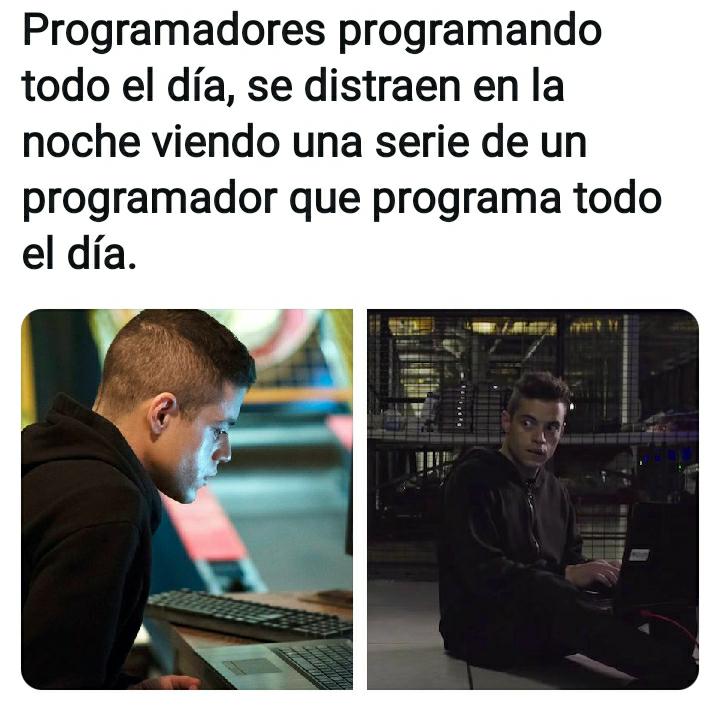 Programadores programando
todo el día, se distraen en la
noche viendo una serie de un
programador que programa todo
el día.